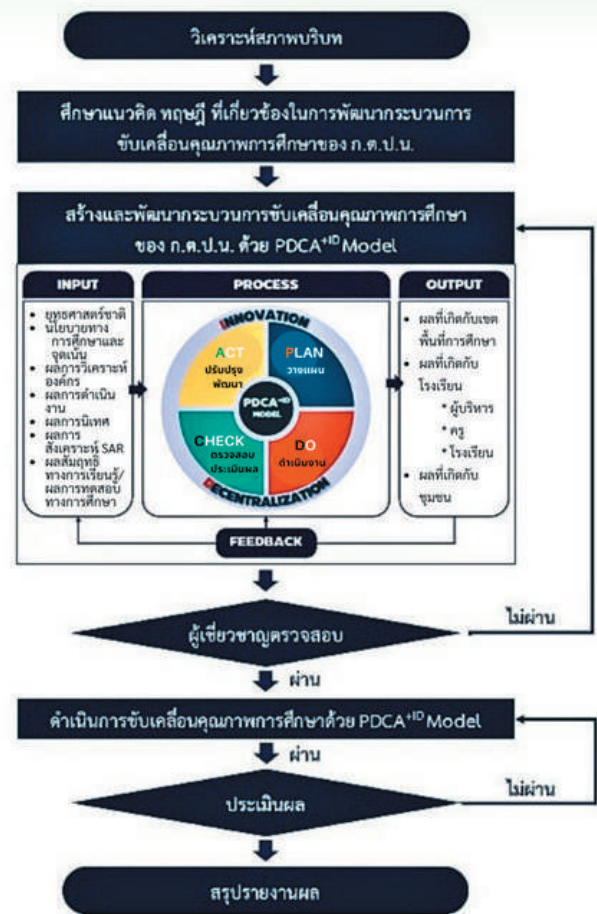 วิเคราะห์สภาพบริบท
ศึกษาแนวคิด ทฤษฎี ที่เกี่ยวข้องในการพัฒนากระบวนการ
ขับเคลื่อนคุณภาพการศึกษาของ ก.ต.ป.น.
สร้างและพัฒนากระบวนการขับเคลื่อนคุณภาพการศึกษา
ของ ก.ต.ป.น. ด้วย PDCA+ID Model
INPUT
• ยุทธศาสตร์ชาติ
• นโยบายทาง
การศึกษาและ
จุดเน้น
• ผลการวิเคราะห์
องค์กร
• ผลการดำเนิน
งาน
• ผลการนิเทศ
• ผลการ
สังเคราะห์ SAR
• ผลสัมฤทธิ์
ทางการเรียนรู้/
ผลการทดสอบ
ทางการศึกษา
PROCESS
INNOVATION
ACT
ปรับปรุง
พัฒนา
PLAN
วางแผน
PDCA+ID
MODEL
CHECK
ตรวจสอบ
ประเมินผล
DO
ดำเนินงาน
DECENTRALIZATION
OUTPUT
• ผลที่เกิดกับเขต
พื้นที่การศึกษา
• ผลที่เกิดกับ
โรงเรียน
* ผู้บริหาร
* ครู
* โรงเรียน
• ผลที่เกิดกับ
ชุมชน
FEEDBACK
ผู้เชี่ยวชาญตรวจสอบ
ไม่ผ่าน
ผ่าน
ดำเนินการขับเคลื่อนคุณภาพการศึกษาด้วย PDCA+ID Model
ผ่าน
ประเมินผล
ไม่ผ่าน
สรุปรายงานผล